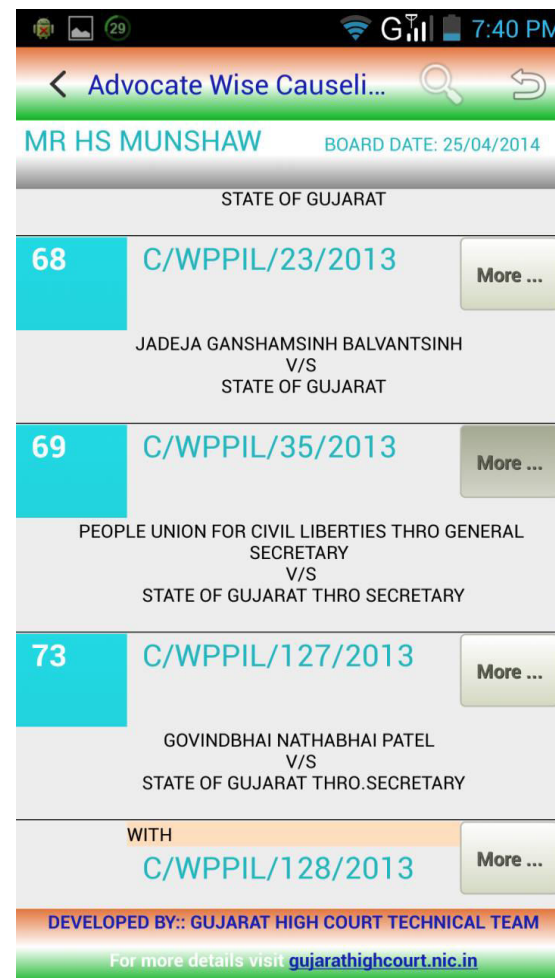 29
G
7:40 PM
Advocate Wise Causeli...
MR HS MUNSHAW
BOARD DATE: 25/04/2014
STATE OF GUJARAT
68
C/WPPIL/23/2013
More ...
JADEJA GANSHAMSINH BALVANTSINH
V/S
STATE OF GUJARAT
69
C/WPPIL/35/2013
More ...
PEOPLE UNION FOR CIVIL LIBERTIES THRO GENERAL
SECRETARY
V/S
STATE OF GUJARAT THRO SECRETARY
73
C/WPPIL/127/2013
More ...
GOVINDBHAI NATHABHAI PATEL
V/S
STATE OF GUJARAT THRO.SECRETARY
WITH
C/WPPIL/128/2013
More ...
DEVELOPED BY:: GUJARAT HIGH COURT TECHNICAL TEAM
For more details visit gujarathighcourt.nic.in